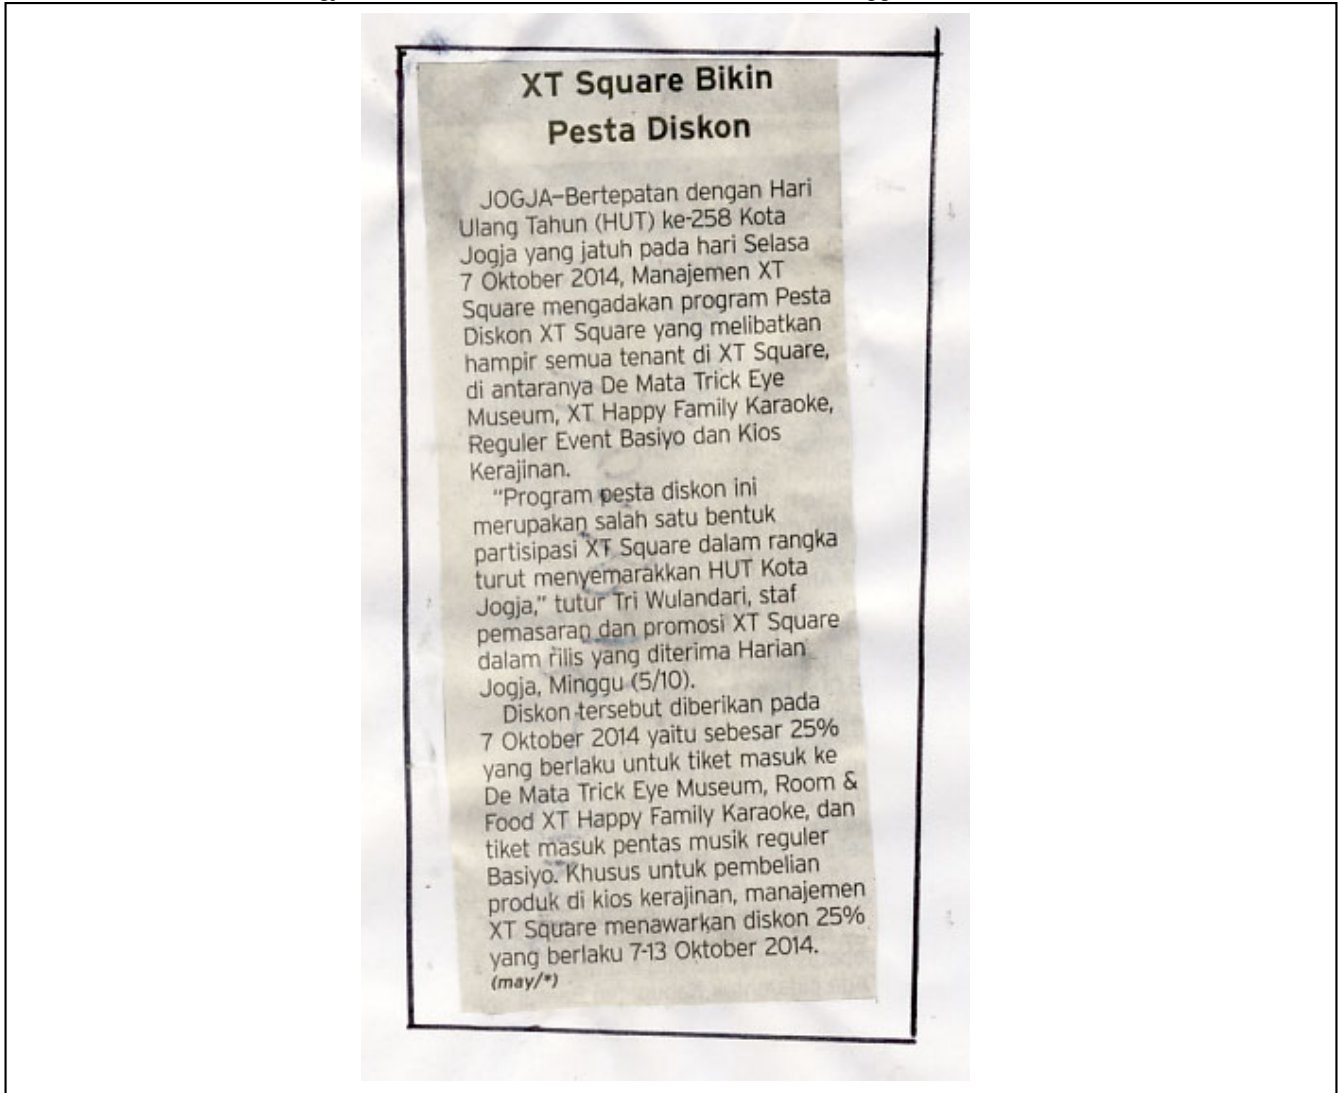 XT Square Bikin
Pesta Diskon
JOGJA–Bertepatan dengan Hari
Ulang Tahun (HUT) ke-258 Kota
Jogja yang jatuh pada hari Selasa
7 Oktober 2014, Manajemen XT
Square mengadakan program Pesta
Diskon XT Square yang melibatkan
hampir semua tenant di XT Square,
di antaranya De Mata Trick Eye
Museum, XT Happy Family Karaoke,
Reguler Event Basiyo dan Kios
Kerajinan.
"Program pesta diskon ini
merupakan salah satu bentuk
partisipasi XT Square dalam rangka
turut menyemarakkan HUT Kota
Jogja," tutur Tri Wulandari, staf
pemasaran dan promosi XT Square
dalam rilis yang diterima Harian
Jogja, Minggu (5/10).
Diskon tersebut diberikan pada
7 Oktober 2014 yaitu sebesar 25%
yang berlaku untuk tiket masuk ke
De Mata Trick Eye Museum, Room &
Food XT Happy Family Karaoke, dan
tiket masuk pentas musik reguler
Basiyo. Khusus untuk pembelian
produk di kios kerajinan, manajemen
XT Square menawarkan diskon 25%
yang berlaku 7-13 Oktober 2014.
(may/*)